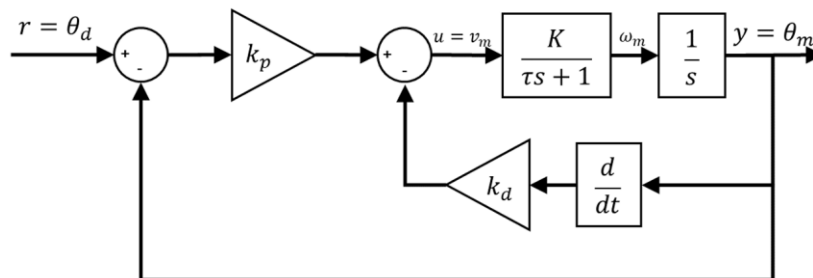 r = θ_d
+
-
k_p
+
-
u = v_m
K
τs + 1
ω_m
1
s
y = θ_m
k_d
d
dt